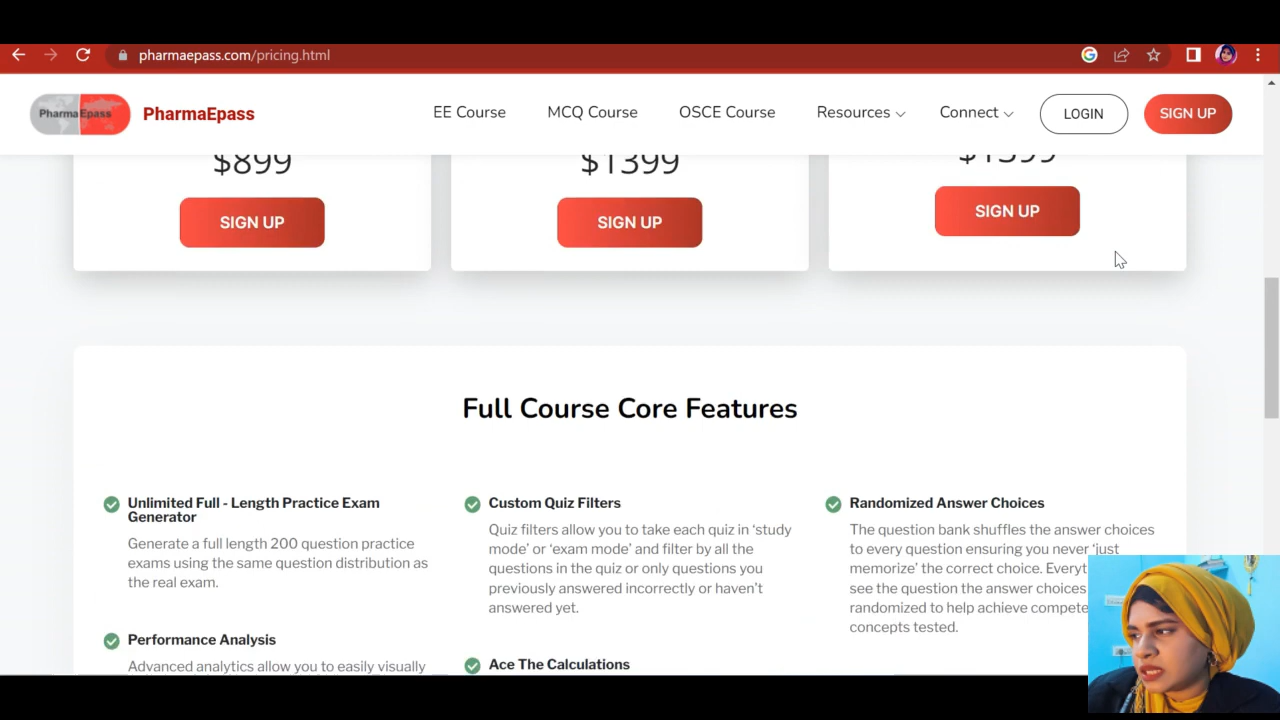 pharmaepass.com/pricing.html
PharmaEpass
PharmaEpass
EE Course
MCQ Course
OSCE Course
Resources
Connect
LOGIN
SIGN UP
$899
$1399
$1599
SIGN UP
SIGN UP
SIGN UP
Full Course Core Features
Unlimited Full - Length Practice Exam
Generator
Generate a full length 200 question practice
exams using the same question distribution as
the real exam.
Performance Analysis
Advanced analytics allow you to easily visually
Custom Quiz Filters
Quiz filters allow you to take each quiz in ‘study
mode’ or ‘exam mode’ and filter by all the
questions in the quiz or only questions you
previously answered incorrectly or haven’t
answered yet.
Ace The Calculations
Randomized Answer Choices
The question bank shuffles the answer choices
to every question ensuring you never ‘just
memorize’ the correct choice.
see the question the answer choices
randomized to help achieve
concepts tested.